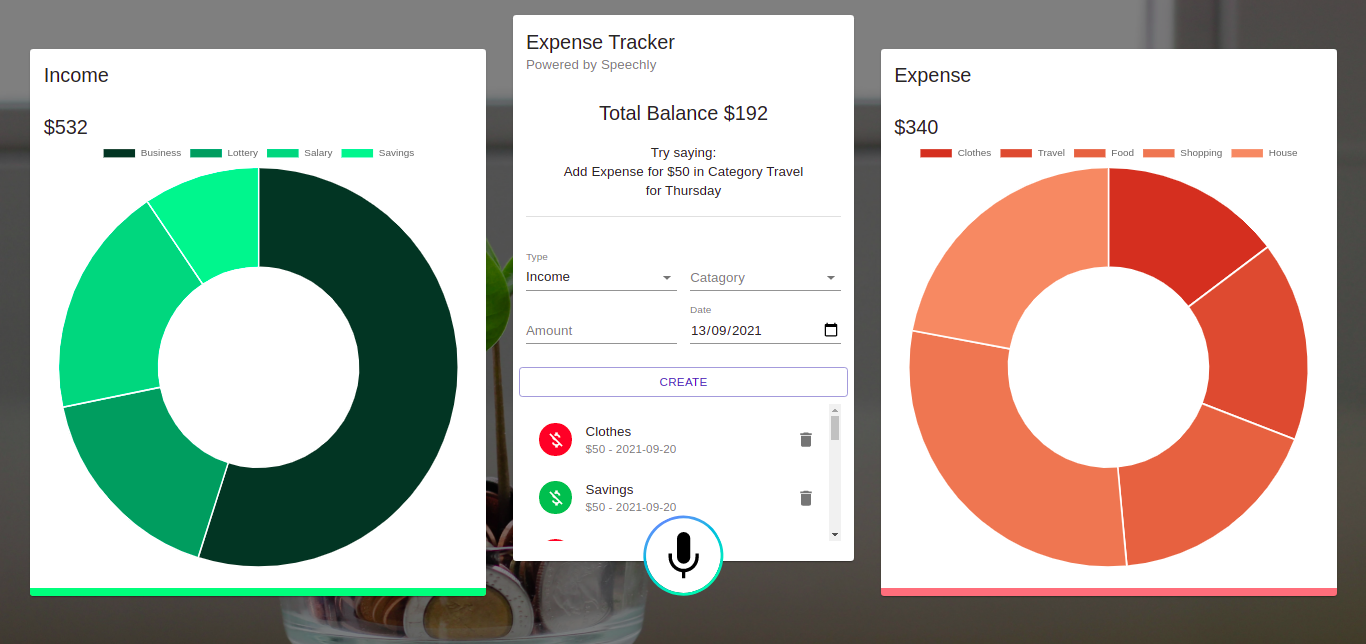 Income
$532
Business Lottery Salary Savings
Expense Tracker
Powered by Speechly
Total Balance $192
Try saying:
Add Expense for $50 in Category Travel
for Thursday
Type
Income
Catagory
Amount
Date
13/09/2021
CREATE
Clothes
$50 - 2021-09-20
Savings
$50 - 2021-09-20
Expense
$340
Clothes Travel Food Shopping House